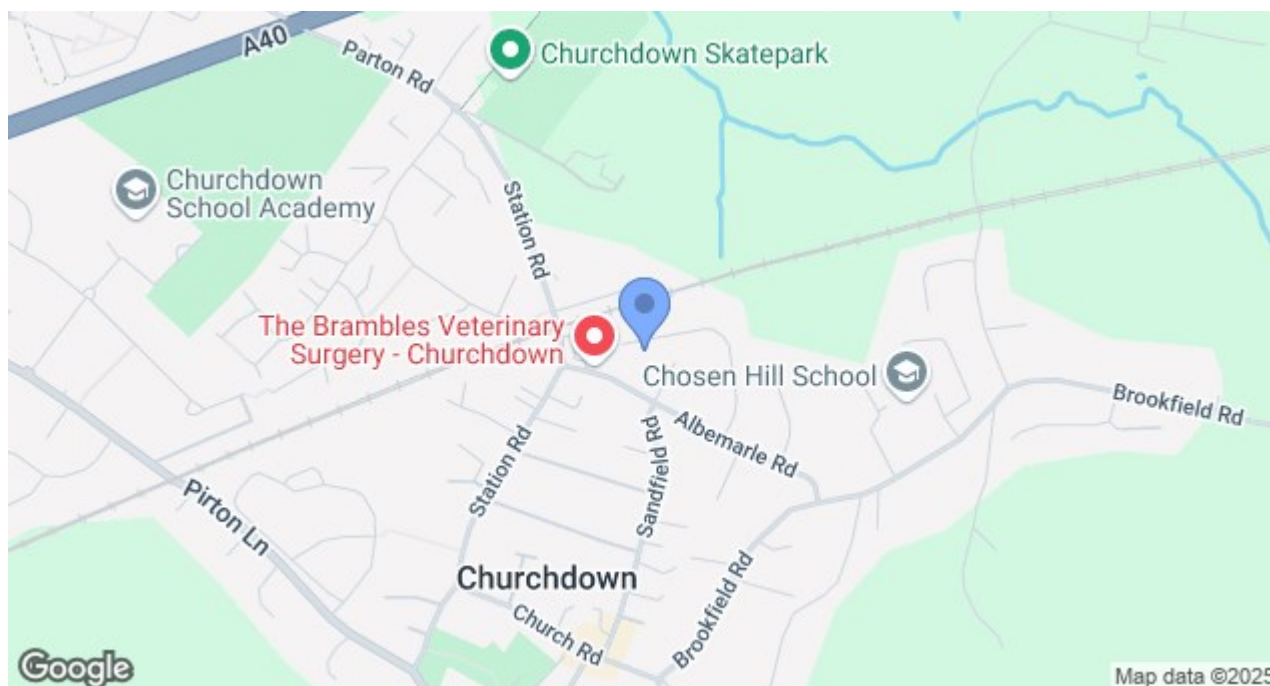 A40
Parton Rd
Churchdown Skatepark
Churchdown
School Academy
Station Rd
The Brambles Veterinary
Surgery - Churchdown
Chosen Hill School
Brookfield Rd
Albemarle Rd
Station Rd
Sandfield Rd
Pirton Ln
Churchdown
Brookfield Rd
Church Rd
Google
Map data ©2025